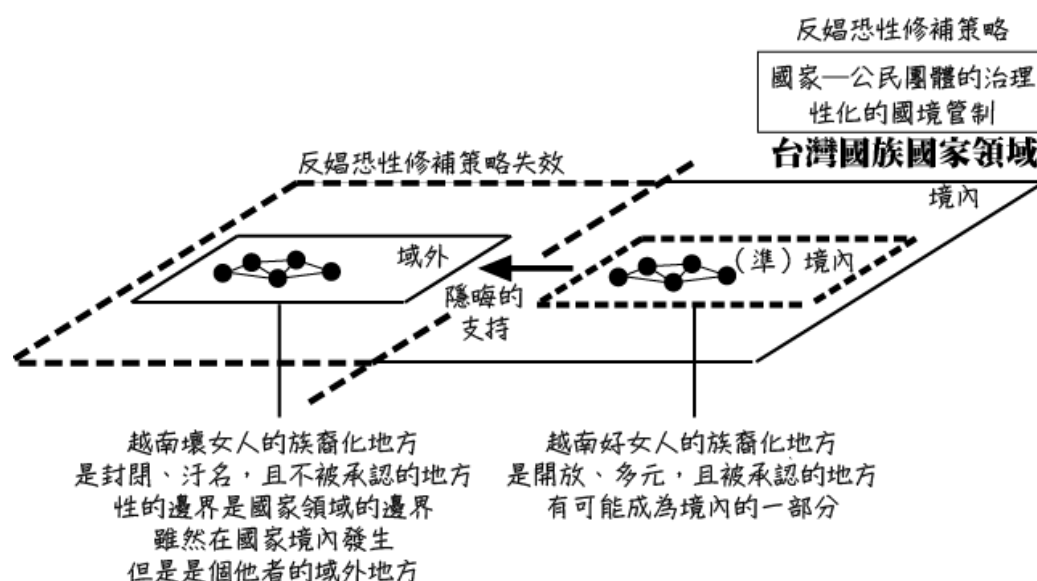 反娼恐性修補策略
國家—公民團體的治理
性化的國境管制
台灣國族國家領域
反娼恐性修補策略失效
境內
域外
（準）境內
隱晦的
支持
越南壞女人的族裔化地方
是封閉、汙名，且不被承認的地方
性的邊界是國家領域的邊界
雖然在國家境內發生
但是是個他者的域外地方
越南好女人的族裔化地方
是開放、多元，且被承認的地方
有可能成為境內的一部分